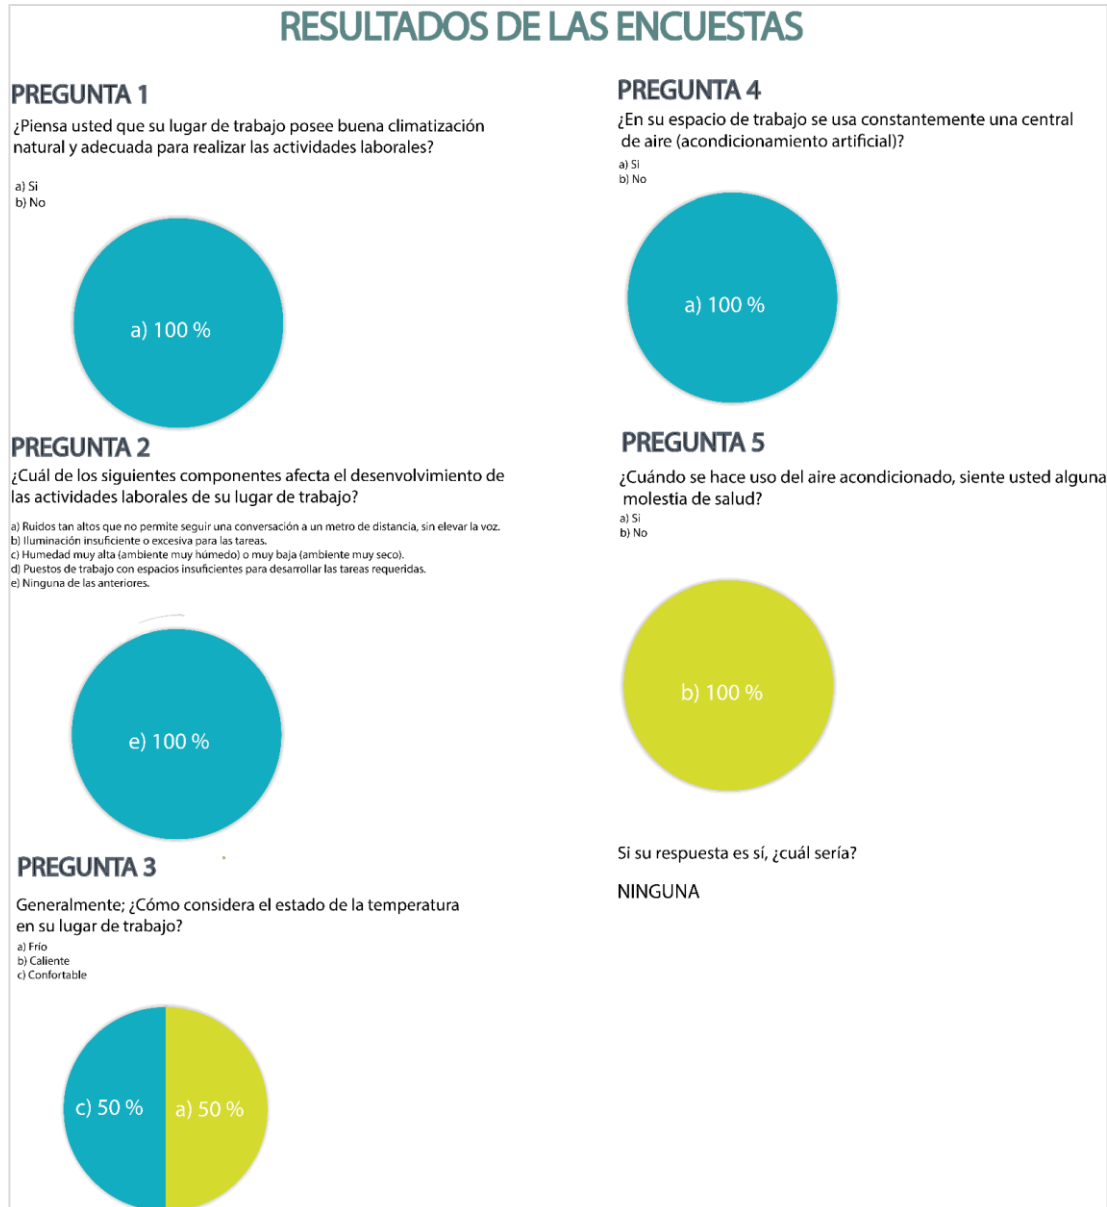 RESULTADOS DE LAS ENCUESTAS
PREGUNTA 1
¿Piensa usted que su lugar de trabajo posee buena climatización
natural y adecuada para realizar las actividades laborales?
a) Si
b) No
a) 100 %
PREGUNTA 2
¿Cuál de los siguientes componentes afecta el desenvolvimiento de
las actividades laborales de su lugar de trabajo?
a) Ruidos tan altos que no permite seguir una conversación a un metro de distancia, sin elevar la voz.
b) Iluminación insuficiente o excesiva para las tareas.
c) Humedad muy alta (ambiente muy húmedo) o muy baja (ambiente muy seco).
d) Puestos de trabajo con espacios insuficientes para desarrollar las tareas requeridas.
e) Ninguna de las anteriores.
e) 100 %
PREGUNTA 3
Generalmente; ¿Cómo considera el estado de la temperatura
en su lugar de trabajo?
a) Frío
b) Caliente
c) Confortable
c) 50 %
a) 50 %
PREGUNTA 4
¿En su espacio de trabajo se usa constantemente una central
de aire (acondicionamiento artificial)?
a) Si
b) No
a) 100 %
PREGUNTA 5
¿Cuándo se hace uso del aire acondicionado, siente usted alguna
molestia de salud?
a) Si
b) No
b) 100 %
Si su respuesta es sí, ¿cuál sería?
NINGUNA